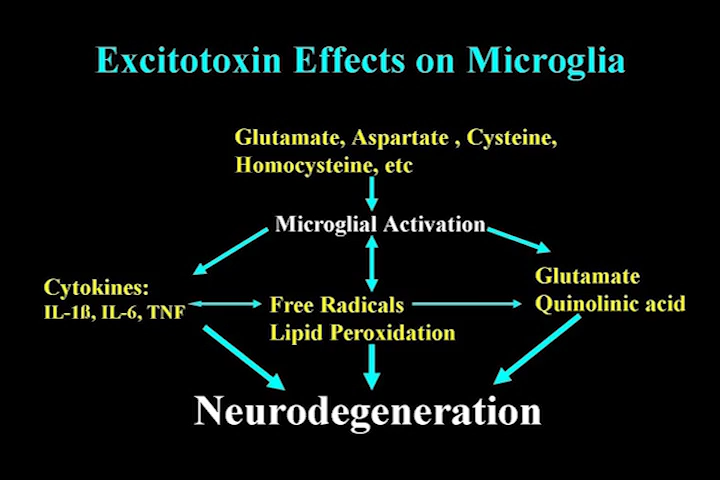 Excitotoxin Effects on Microglia
Glutamate, Aspartate , Cysteine,
Homocysteine, etc
Microglial Activation
Cytokines:
IL-1ß, IL-6, TNF
Free Radicals
Lipid Peroxidation
Glutamate
Quinolinic acid
Neurodegeneration